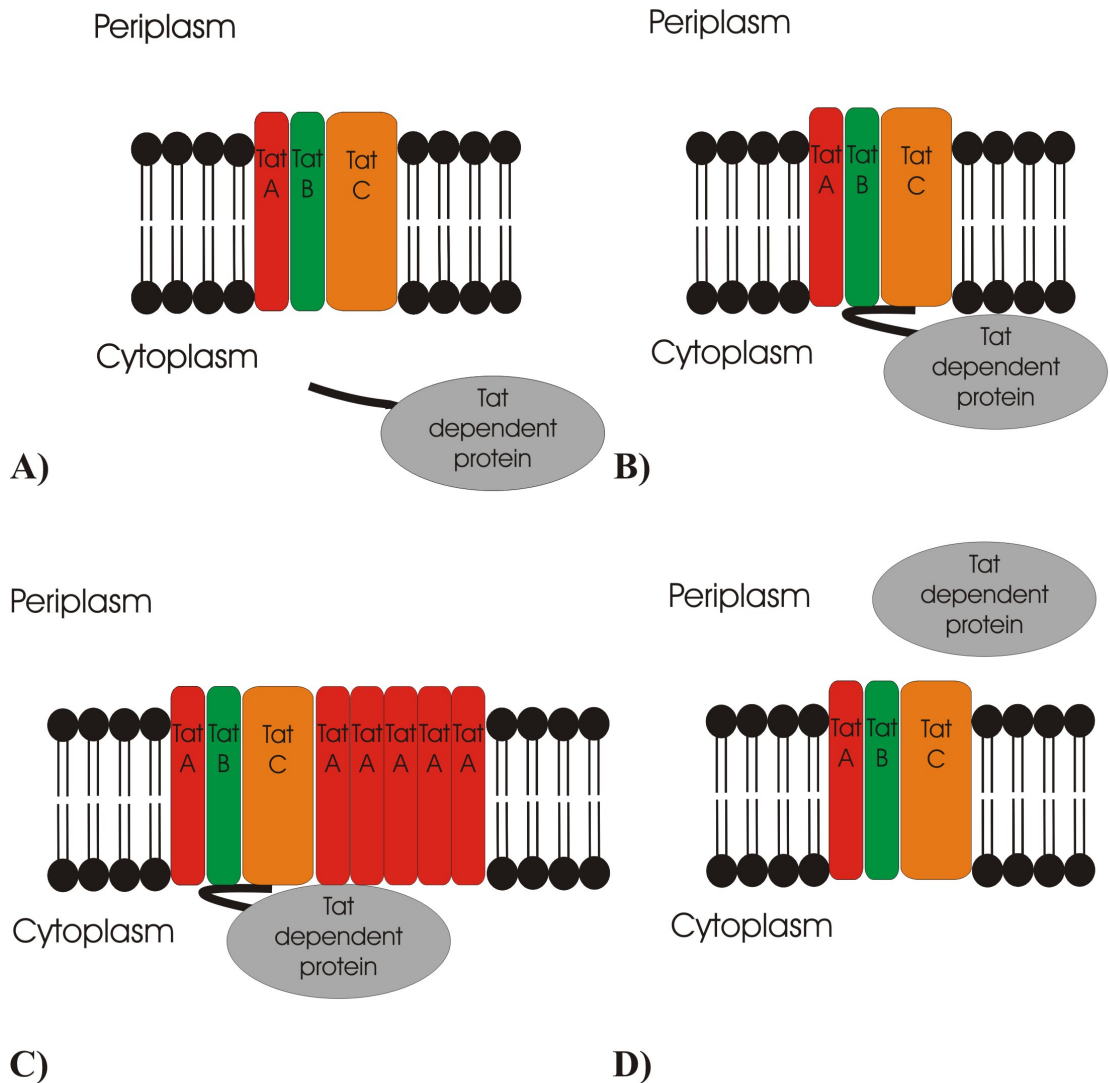 Periplasm
Tat Tat Tat
A B C
Cytoplasm
Tat
dependent
protein
A)
Periplasm
Tat Tat Tat
A B C
Cytoplasm
Tat
dependent
protein
B)
Periplasm
Tat Tat Tat Tat Tat Tat Tat Tat
A B C A A A A A
Cytoplasm
Tat
dependent
protein
C)
Tat
dependent
protein
Periplasm
Tat Tat Tat
A B C
Cytoplasm
D)